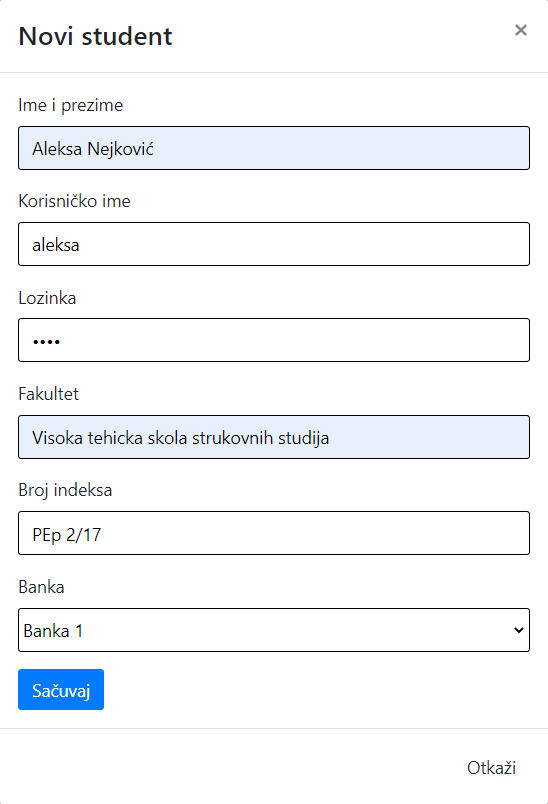 Novi student
×
Ime i prezime
Aleksa Nejković
Korisničko ime
aleksa
Lozinka
••••
Fakultet
Visoka tehicka skola strukovnih studija
Broj indeksa
PEp 2/17
Banka
Banka 1
Sačuvaj
Otkaži